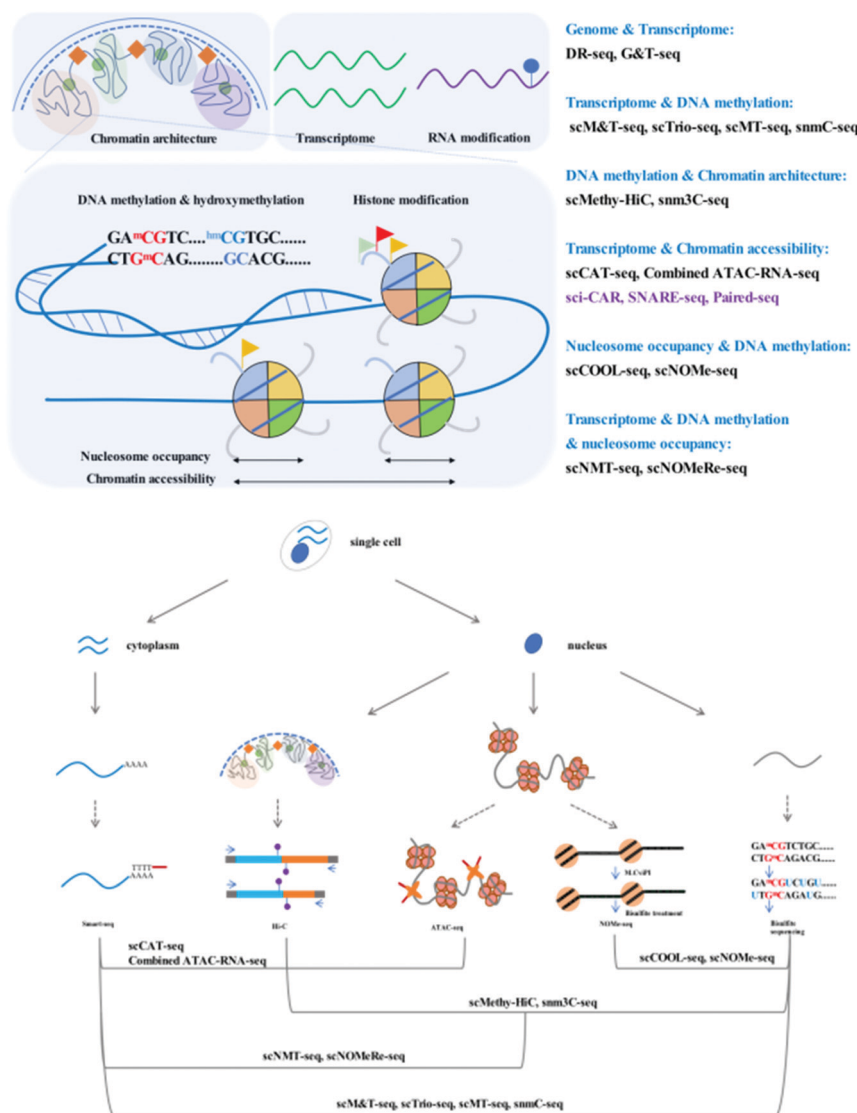 Genome & Transcriptome:
DR-seq, G&T-seq
Transcriptome & DNA methylation:
scM&T-seq, scTrio-seq, scMT-seq, snmC-seq
DNA methylation & Chromatin architecture:
scMethy-HiC, snm3C-seq
Transcriptome & Chromatin accessibility:
scCAT-seq, Combined ATAC-RNA-seq
sci-CAR, SNARE-seq, Paired-seq
Nucleosome occupancy & DNA methylation:
scCOOL-seq, scNOMe-seq
Transcriptome & DNA methylation
& nucleosome occupancy:
scNMT-seq, scNOMeRe-seq
Chromatin architecture
Transcriptome
RNA modification
DNA methylation & hydroxymethylation
Histone modification
GAmCGTC....hmCGTGC......
CTGmCAG........GCACG......
Nucleosome occupancy
Chromatin accessibility
single cell
cytoplasm
nucleus
AAAA
TTTT
AAAA
M.CviPI
Bisulfite treatment
GAmCGTCTGC.....
CTGmCAGACG.....
GAmCGUCUGU
UTGmCAGAUG...
Smart-seq
Hi-C
ATAC-seq
NOMe-seq
Bisulfite
sequencing
scCAT-seq
Combined ATAC-RNA-seq
scCOOL-seq, scNOMe-seq
scMethy-HiC, snm3C-seq
scNMT-seq, scNOMeRe-seq
scM&T-seq, scTrio-seq, scMT-seq, snmC-seq